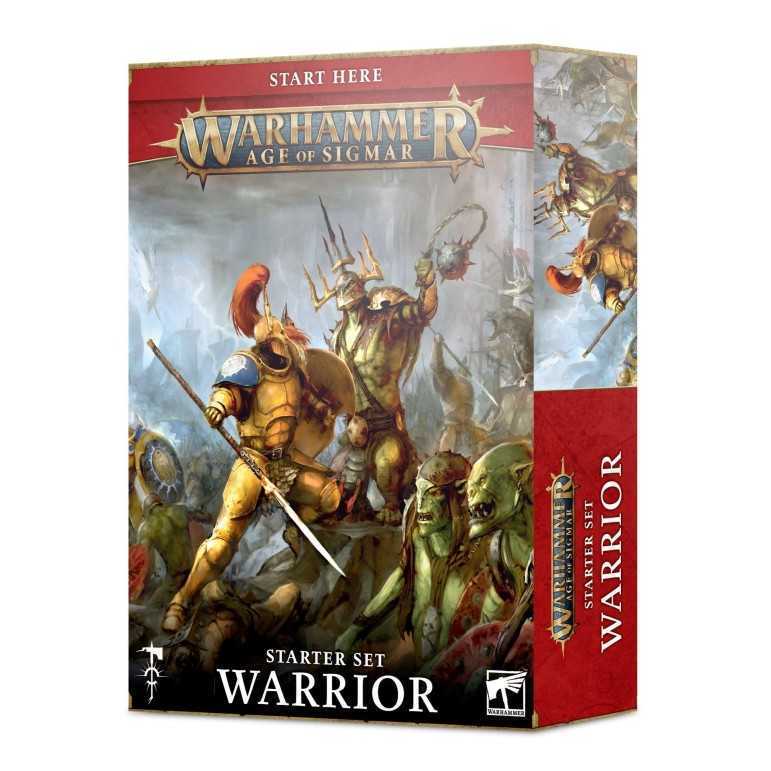 START HERE
WARHAMMER
AGE OF SIGMAR
STARTER SET
WARRIOR
WARHAMMER
WARHAMMER
AGE OF SIGMAR
STARTER SET
WARRIOR